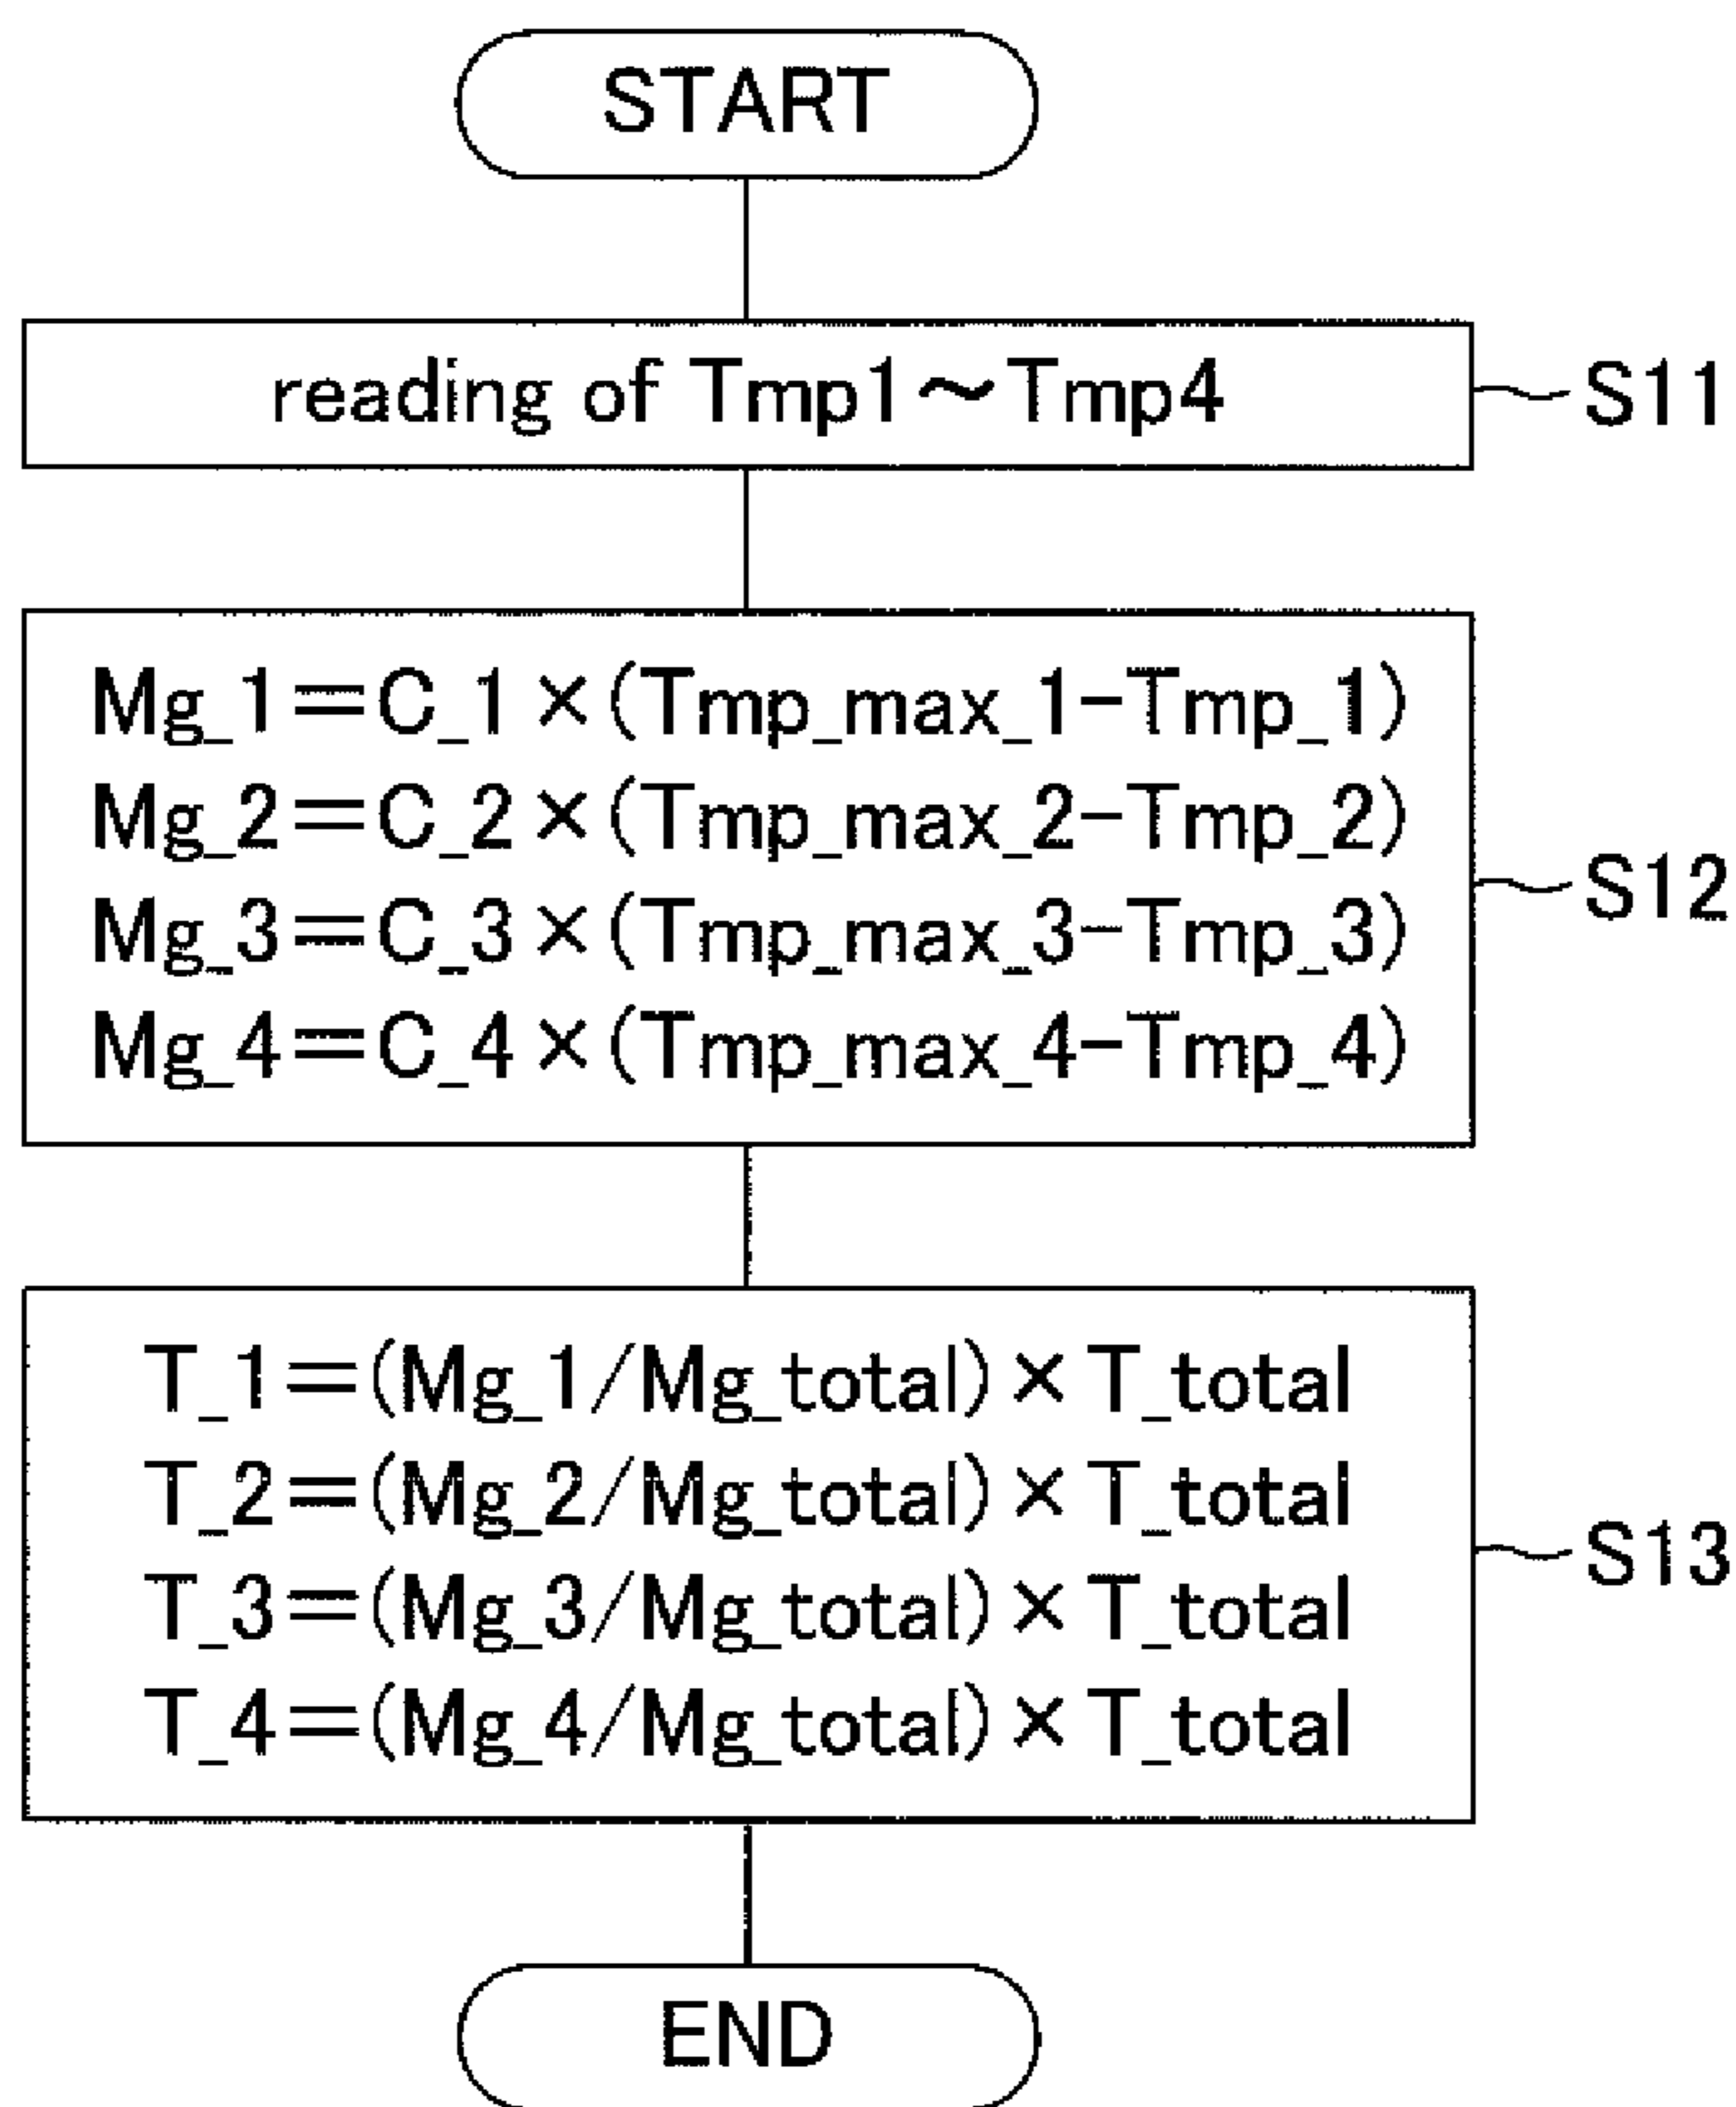 START
reading of Tmp1～Tmp4
S11
Mg_1=C_1×(Tmp_max_1-Tmp_1)
Mg_2=C_2×(Tmp_max_2-Tmp_2)
Mg_3=C_3×(Tmp_max_3-Tmp_3)
Mg_4=C_4×(Tmp_max_4-Tmp_4)
S12
T_1=(Mg_1/Mg_total)×T_total
T_2=(Mg_2/Mg_total)×T_total
T_3=(Mg_3/Mg_total)×T_total
T_4=(Mg_4/Mg_total)×T_total
S13
END